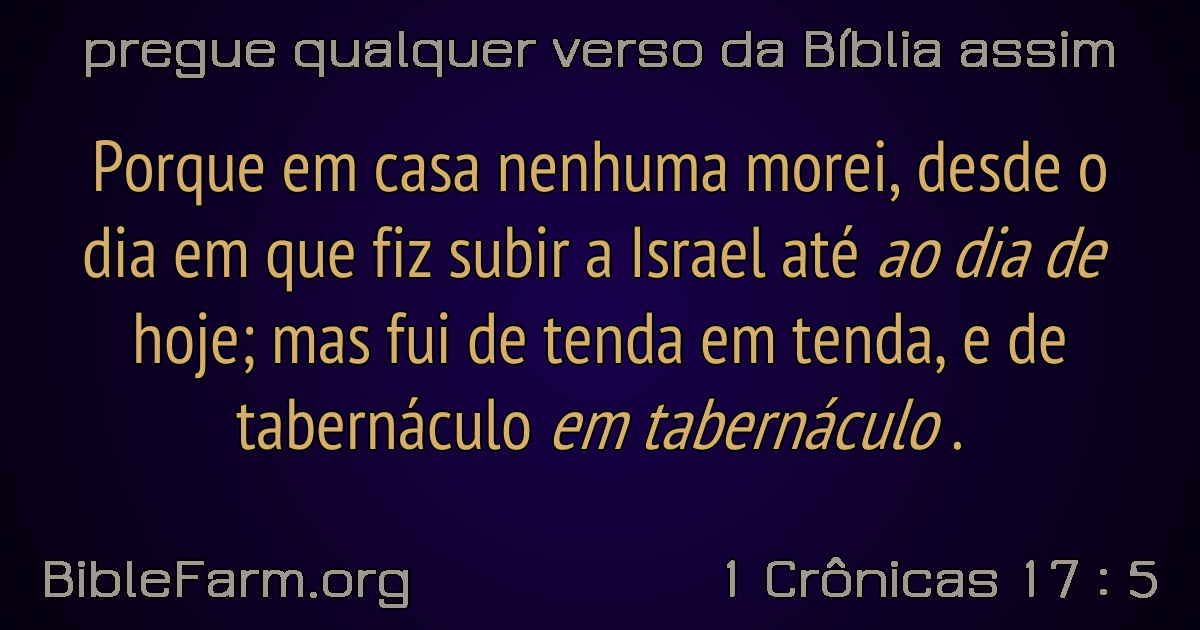 pregue qualquer verso da Bíblia assim
Porque em casa nenhuma morei, desde o
dia em que fiz subir a Israel até ao dia de
hoje; mas fui de tenda em tenda, e de
tabernáculo em tabernáculo .
BibleFarm.org
1 Crônicas 17 : 5